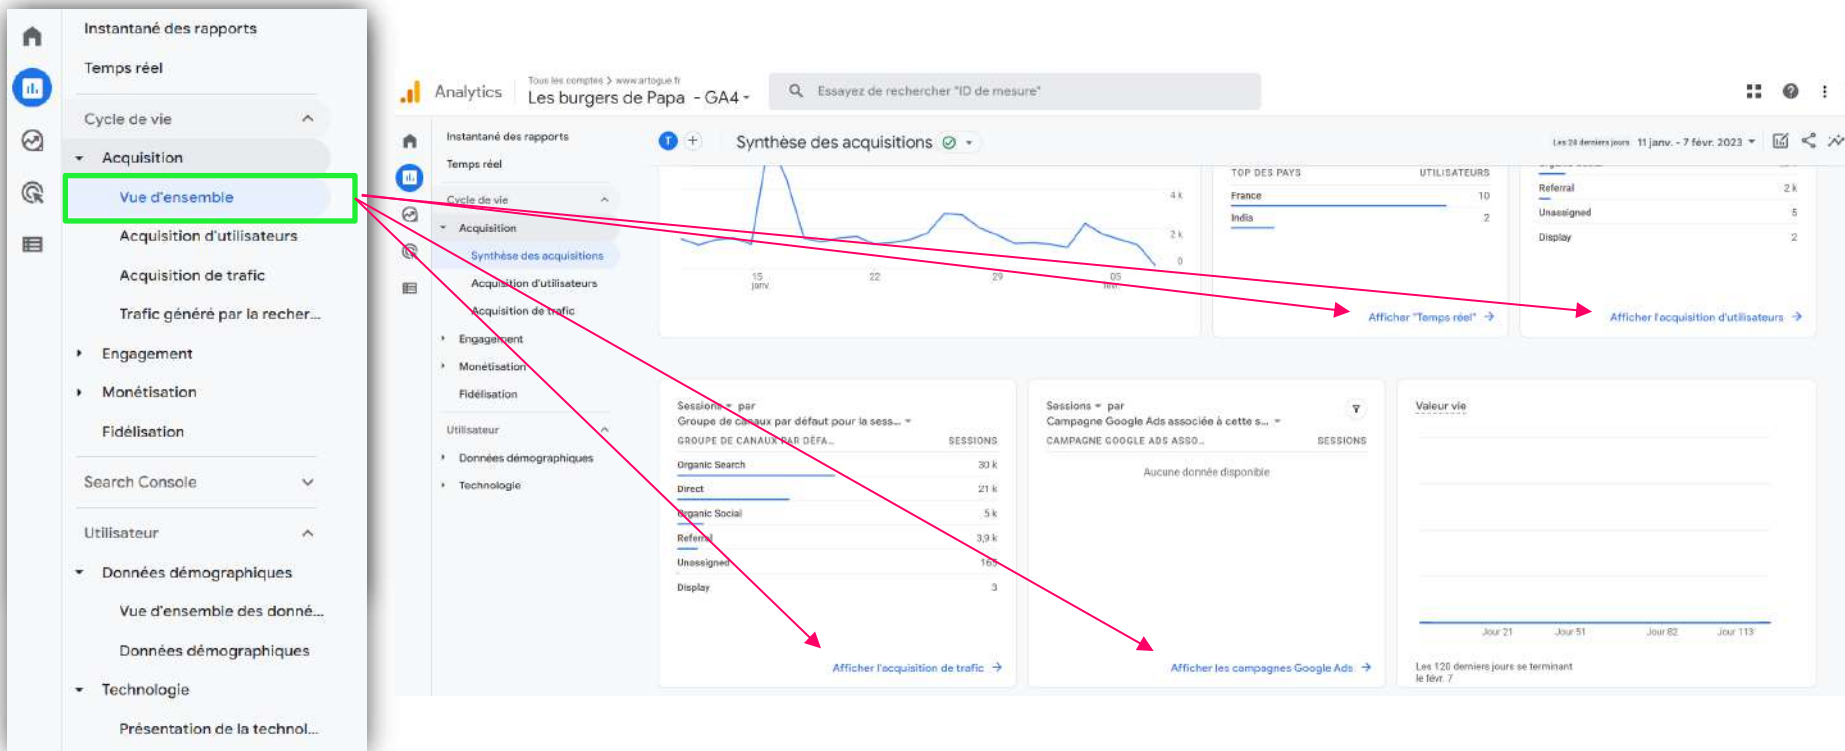 Instantané des rapports
Temps réel
Cycle de vie
Acquisition
Vue d'ensemble
Acquisition d'utilisateurs
Acquisition de trafic
Trafic généré par la recher...
Engagement
Monétisation
Fidélisation
Search Console
Utilisateur
Données démographiques
Vue d'ensemble des donné...
Données démographiques
Technologie
Présentation de la technol...
Analytics
Tous les comptes > www.artogue.fr
Les burgers de Papa - GA4
Essayez de rechercher "ID de mesure"
Instantané des rapports
Temps réel
Cycle de vie
Acquisition
Synthèse des acquisitions
Acquisition d'utilisateurs
Acquisition de trafic
Engagement
Monétisation
Fidélisation
Utilisateur
Données démographiques
Technologie
T
Synthèse des acquisitions
Les 28 derniers jours 11 janv. - 7 févr. 2023
4 k
2 k
0
15 22 29 05
janv. févr.
TOP DES PAYS UTILISATEURS
France 10
India 2
Afficher "Temps réel" →
Referral 2 k
Unassigned 5
Display 2
Afficher l'acquisition d'utilisateurs →
Sessions par
Groupe de canaux par défaut pour la sess...
GROUPE DE CANAUX PAR DÉFA... SESSIONS
Organic Search 30 k
Direct 21 k
Organic Social 5 k
Referral 3,9 k
Unassigned 165
Display 3
Afficher l'acquisition de trafic →
Sessions par
Campagne Google Ads associée à cette s...
CAMPAGNE GOOGLE ADS ASSO... SESSIONS
Aucune donnée disponible
Afficher les campagnes Google Ads →
Valeur vie
Jour 21 Jour 51 Jour 82 Jour 113
Les 120 derniers jours se terminant
le févr. 7